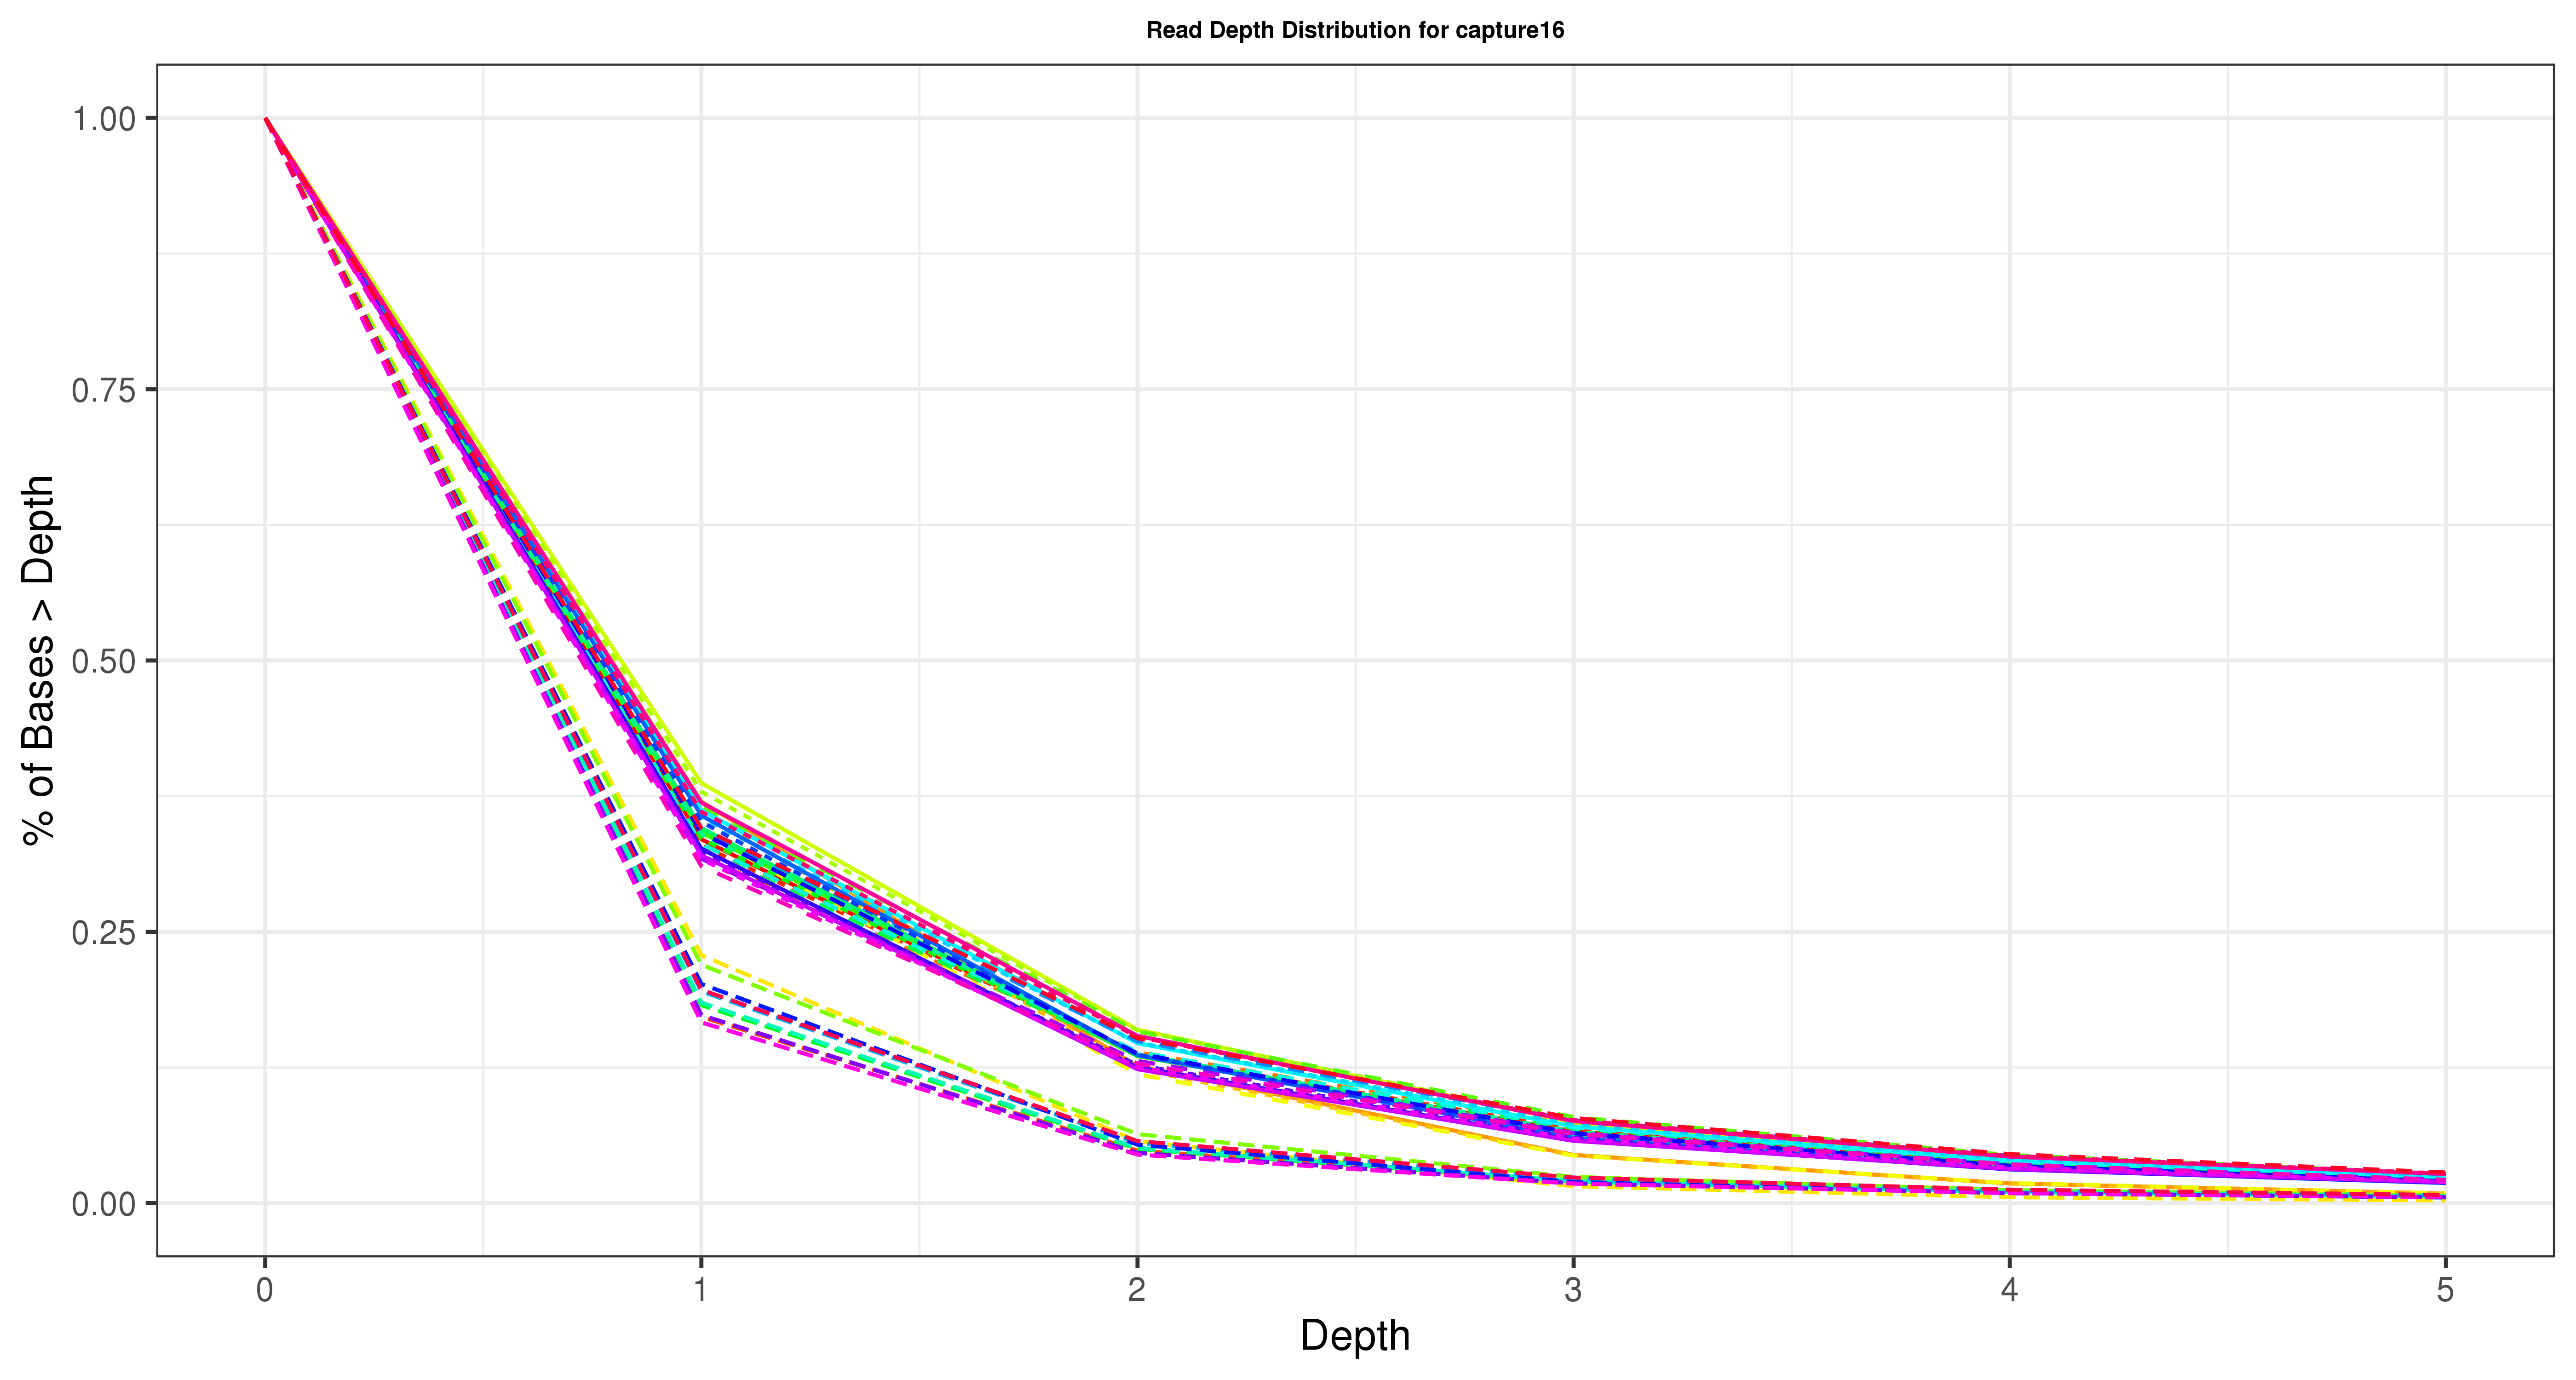 Read Depth Distribution for capture16
% of Bases > Depth
1.00
0.75
0.50
0.25
0.00
0 1 2 3 4 5
Depth